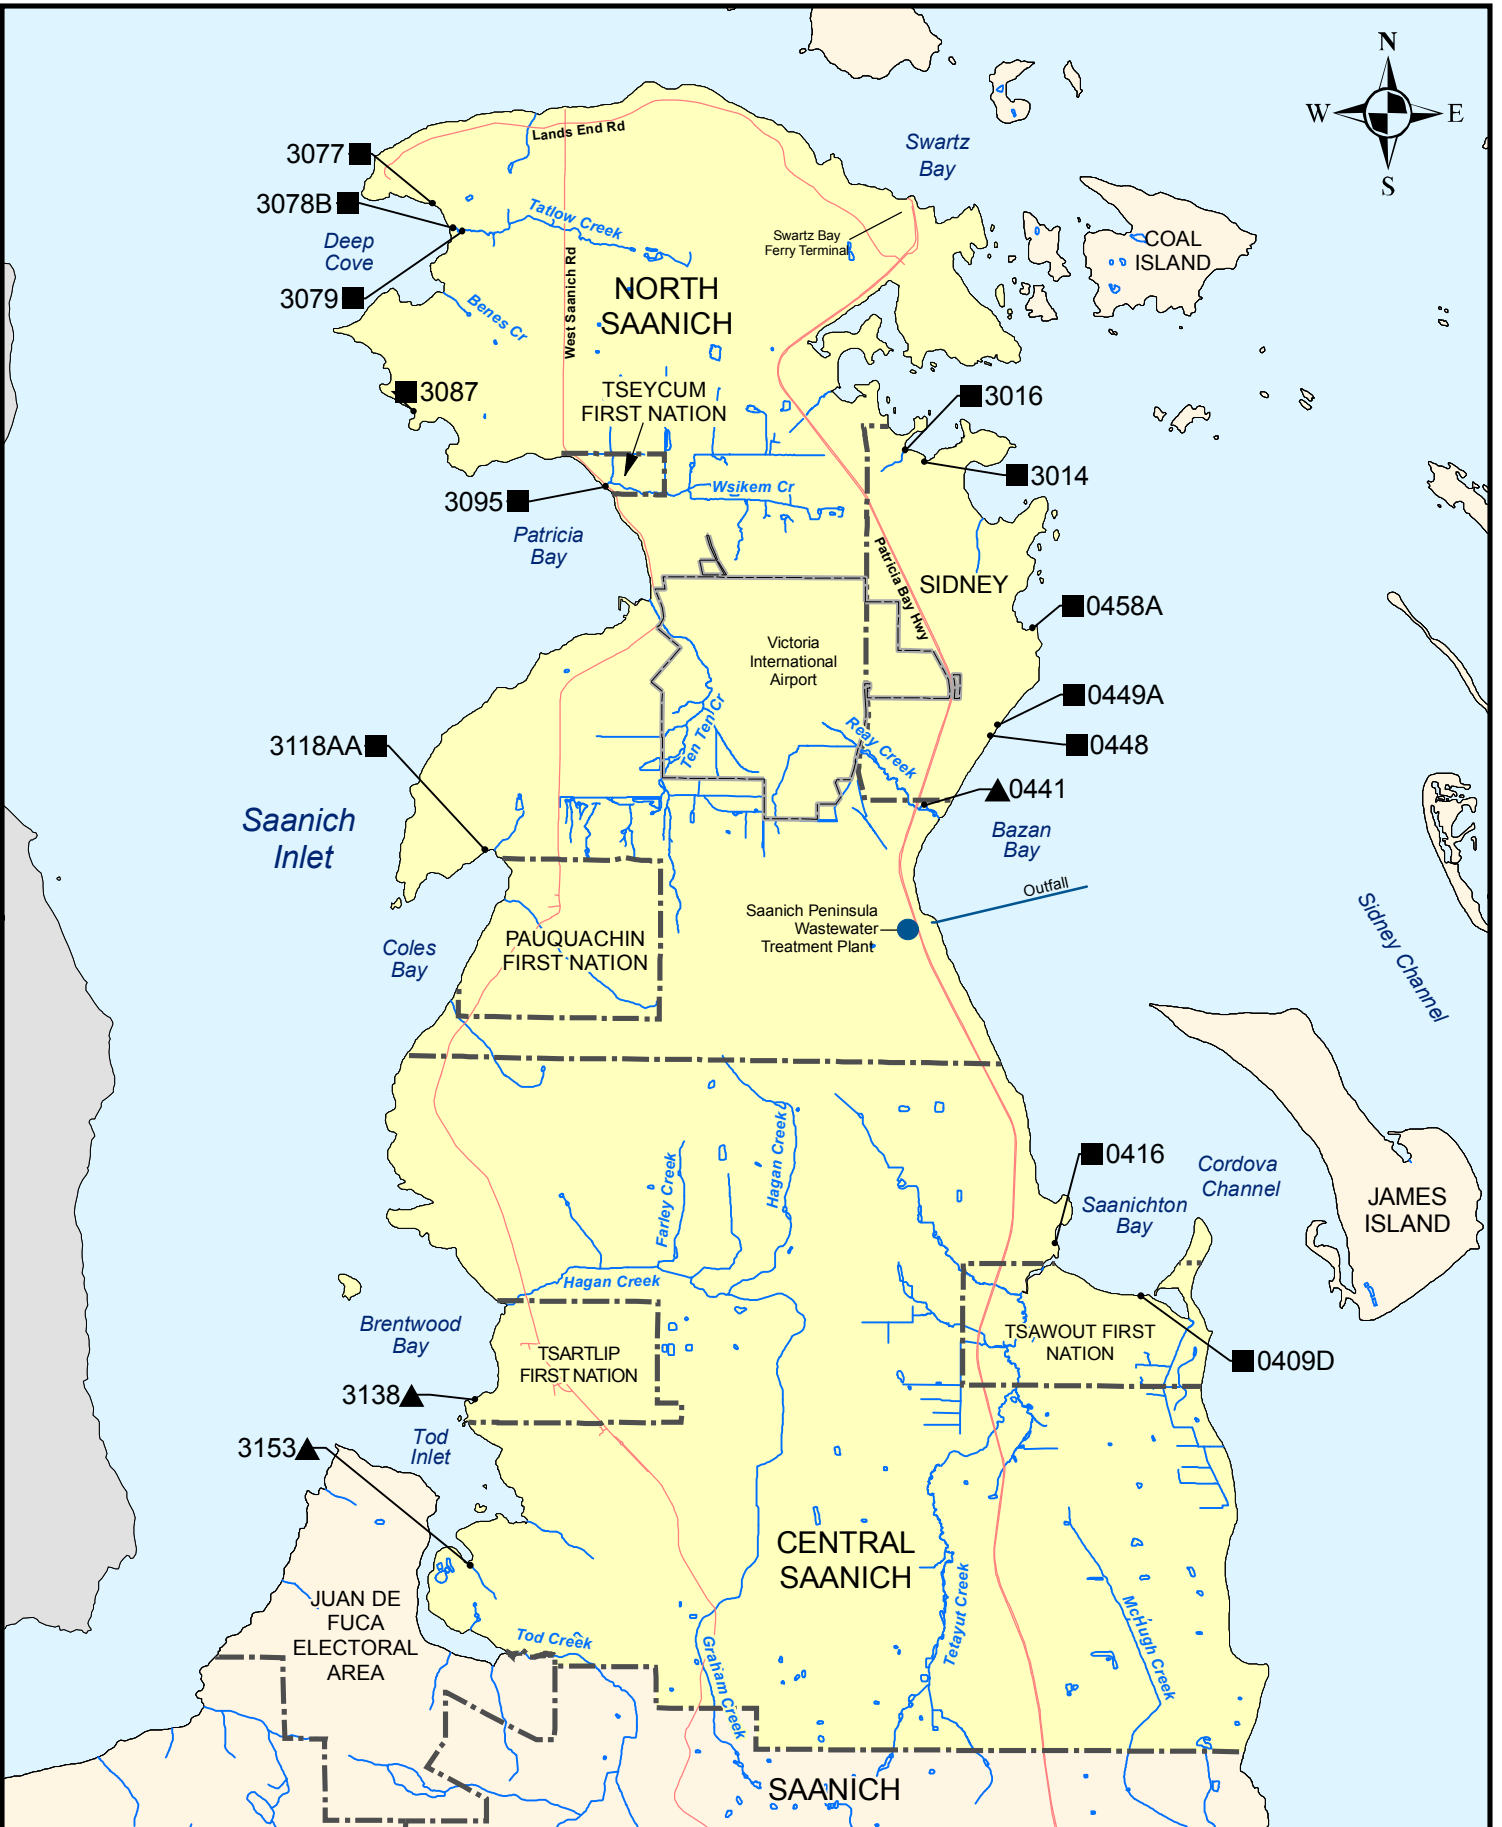 N
W E
S
Lands End Rd
Swartz
Bay
3077
3078B
Tatlow Creek
Deep
Cove
Swartz Bay
Ferry Terminal
COAL
ISLAND
3079
Benes Cr
West Saanich Rd
NORTH
SAANICH
3087
TSEYCUM
FIRST NATION
3016
3014
3095
Wsikem Cr
Patricia
Bay
Patricia Bay Hwy
SIDNEY
0458A
Victoria
International
Airport
0449A
0448
Ten Ten Cr
Reay Creek
3118AA
0441
Saanich
Inlet
Bazan
Bay
Outfall
Saanich Peninsula
Wastewater
Treatment Plant
Sidney Channel
Coles
Bay
PAUQUACHIN
FIRST NATION
Hagan Creek
Farley Creek
0416
Cordova
Channel
Saanichton
Bay
JAMES
ISLAND
Hagan Creek
Brentwood
Bay
TSARTLIP
FIRST NATION
TSAWOUT FIRST
NATION
0409D
3138
Tod
Inlet
3153
CENTRAL
SAANICH
JUAN DE
FUCA
ELECTORAL
AREA
Tod Creek
Graham Creek
Tetayut Creek
McHugh Creek
SAANICH